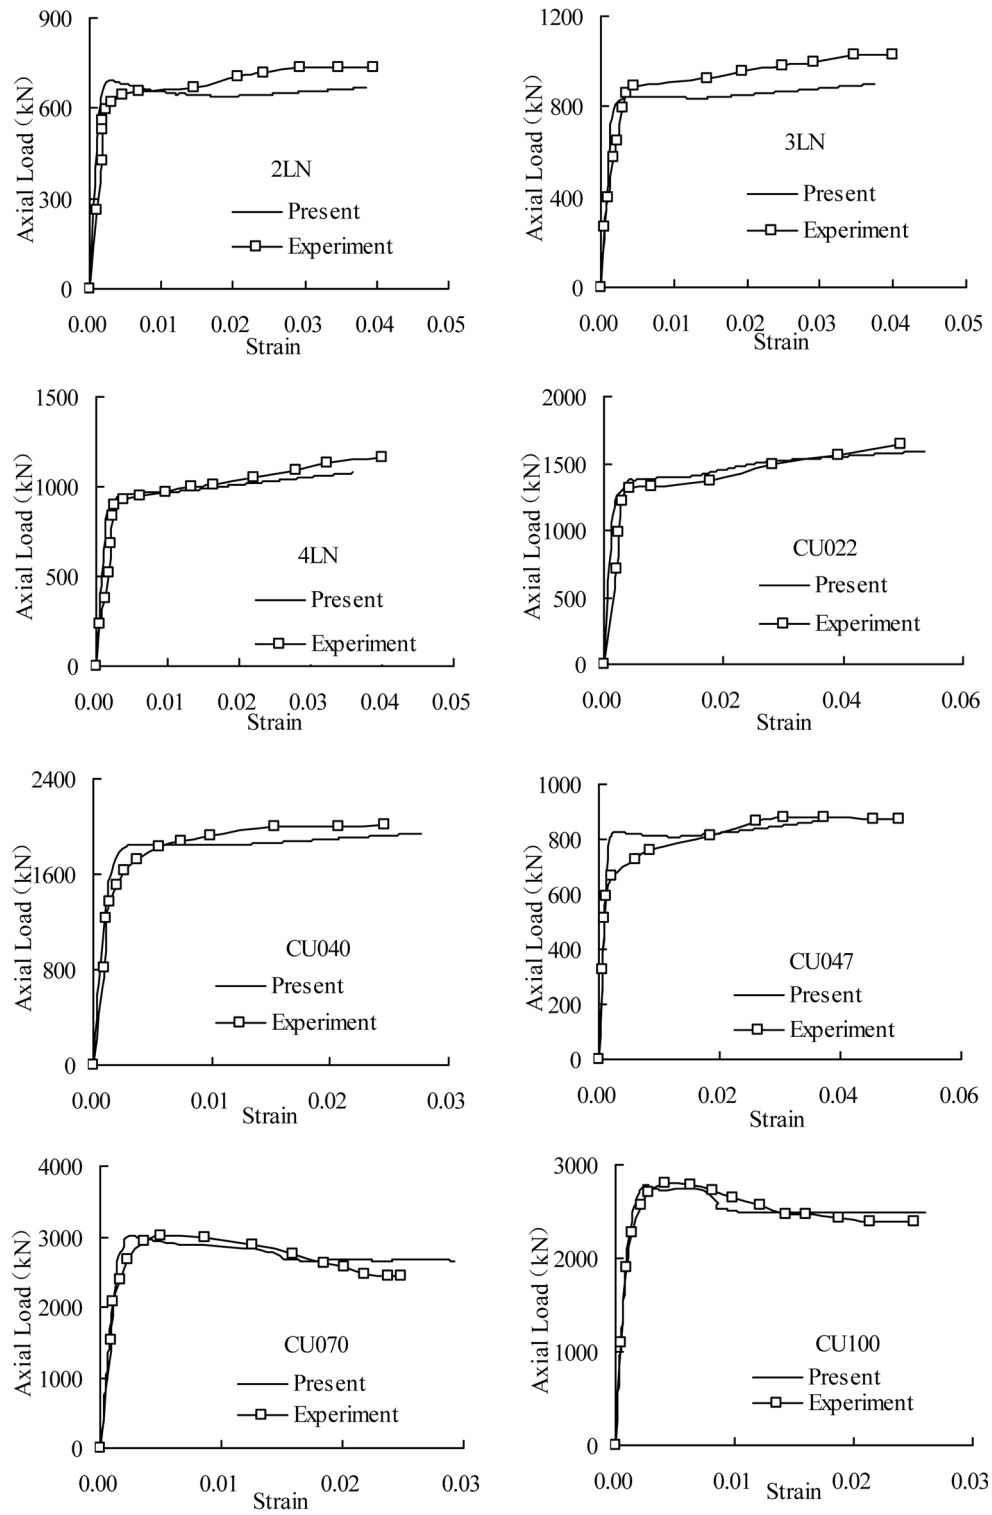 900
600
300
0
Axial Load (kN)
2LN
Present
Experiment
0.00 0.01 0.02 0.03 0.04 0.05
Strain
1200
800
400
0
Axial Load (kN)
3LN
Present
Experiment
0.00 0.01 0.02 0.03 0.04 0.05
Strain
1500
1000
500
0
Axial Load (kN)
4LN
Present
Experiment
0.00 0.01 0.02 0.03 0.04 0.05
Strain
2000
1500
1000
500
0
Axial Load (kN)
CU022
Present
Experiment
0.00 0.02 0.04 0.06
Strain
2400
1600
800
0
Axial Load (kN)
CU040
Present
Experiment
0.00 0.01 0.02 0.03
Strain
1000
800
600
400
200
0
Axial Load (kN)
CU047
Present
Experiment
0.00 0.02 0.04 0.06
Strain
4000
3000
2000
1000
0
Axial Load (kN)
CU070
Present
Experiment
0.00 0.01 0.02 0.03
Strain
3000
2000
1000
0
Axial Load (kN)
CU100
Present
Experiment
0.00 0.01 0.02 0.03
Strain